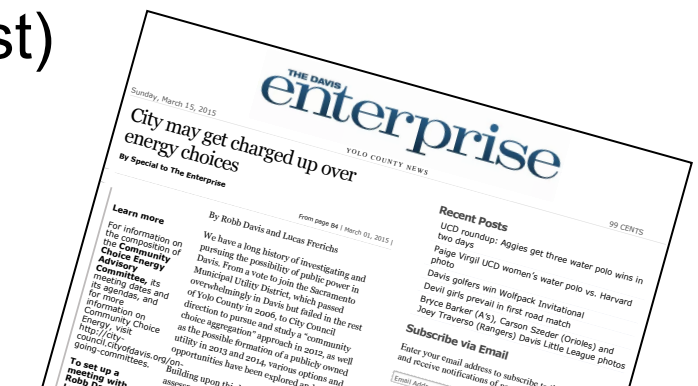 st)
THE DAVIS
enterprise
YOLO COUNTY NEWS
Sunday, March 15, 2015
99 CENTS
City may get charged up over
energy choices
By Special to The Enterprise
From page B4 | March 01, 2015 |
Learn more
For information on
the composition of
the Community
Choice Energy
Advisory
Committee, its
meeting dates and
its agendas, and
for more
information on
Community Choice
Energy, visit
http://city-
council.cityofdavis.org/on-
going-committees.
To set up a
meeting with
Robb Da
By Robb Davis and Lucas Frerichs
We have a long history of investigating and
pursuing the possibility of public power in
Davis. From a vote to join the Sacramento
Municipal Utility District, which passed
overwhelmingly in Davis but failed in the rest
of Yolo County in 2006, to City Council
direction to pursue and study a “community
choice aggregation” approach in 2012, as well
as the possible formation of a publicly owned
utility in 2013 and 2014, various options and
opportunities have been explored an
Building upon thi
assess
Recent Posts
UCD roundup: Aggies get three water polo wins in
two days
Paige Virgil UCD women’s water polo vs. Harvard
photo
Davis golfers win Wolfpack Invitational
Devil girls prevail in first road match
Bryce Barker (A’s), Carson Szeder (Orioles) and
Joey Traverso (Rangers) Davis Little League photos
Subscribe via Email
Enter your email address to subscribe to t
and receive notifications of
Email Add